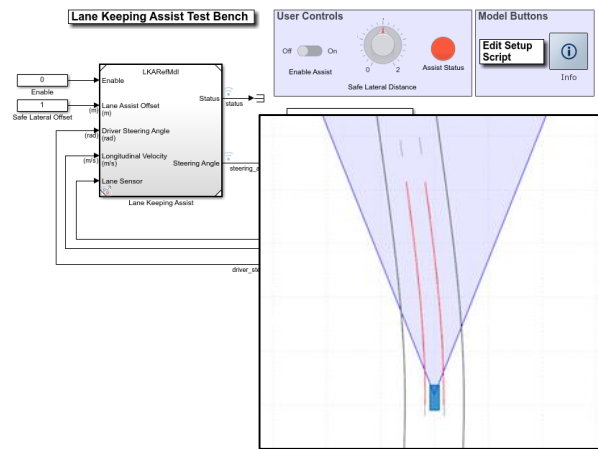 Lane Keeping Assist Test Bench
User Controls
Off
On
Enable Assist
0
2
Safe Lateral Distance
Assist Status
Model Buttons
Edit Setup
Script
Info
LKARefMdl
0
Enable
Enable
1
Safe Lateral Offset
(m)
Lane Assist Offset
(m)
Status
status
(rad)
Driver Steering Angle
(rad)
(m/s)
Longitudinal Velocity
(m/s)
Steering Angle
steering_a
Lane Sensor
Lane Keeping Assist
driver_ste